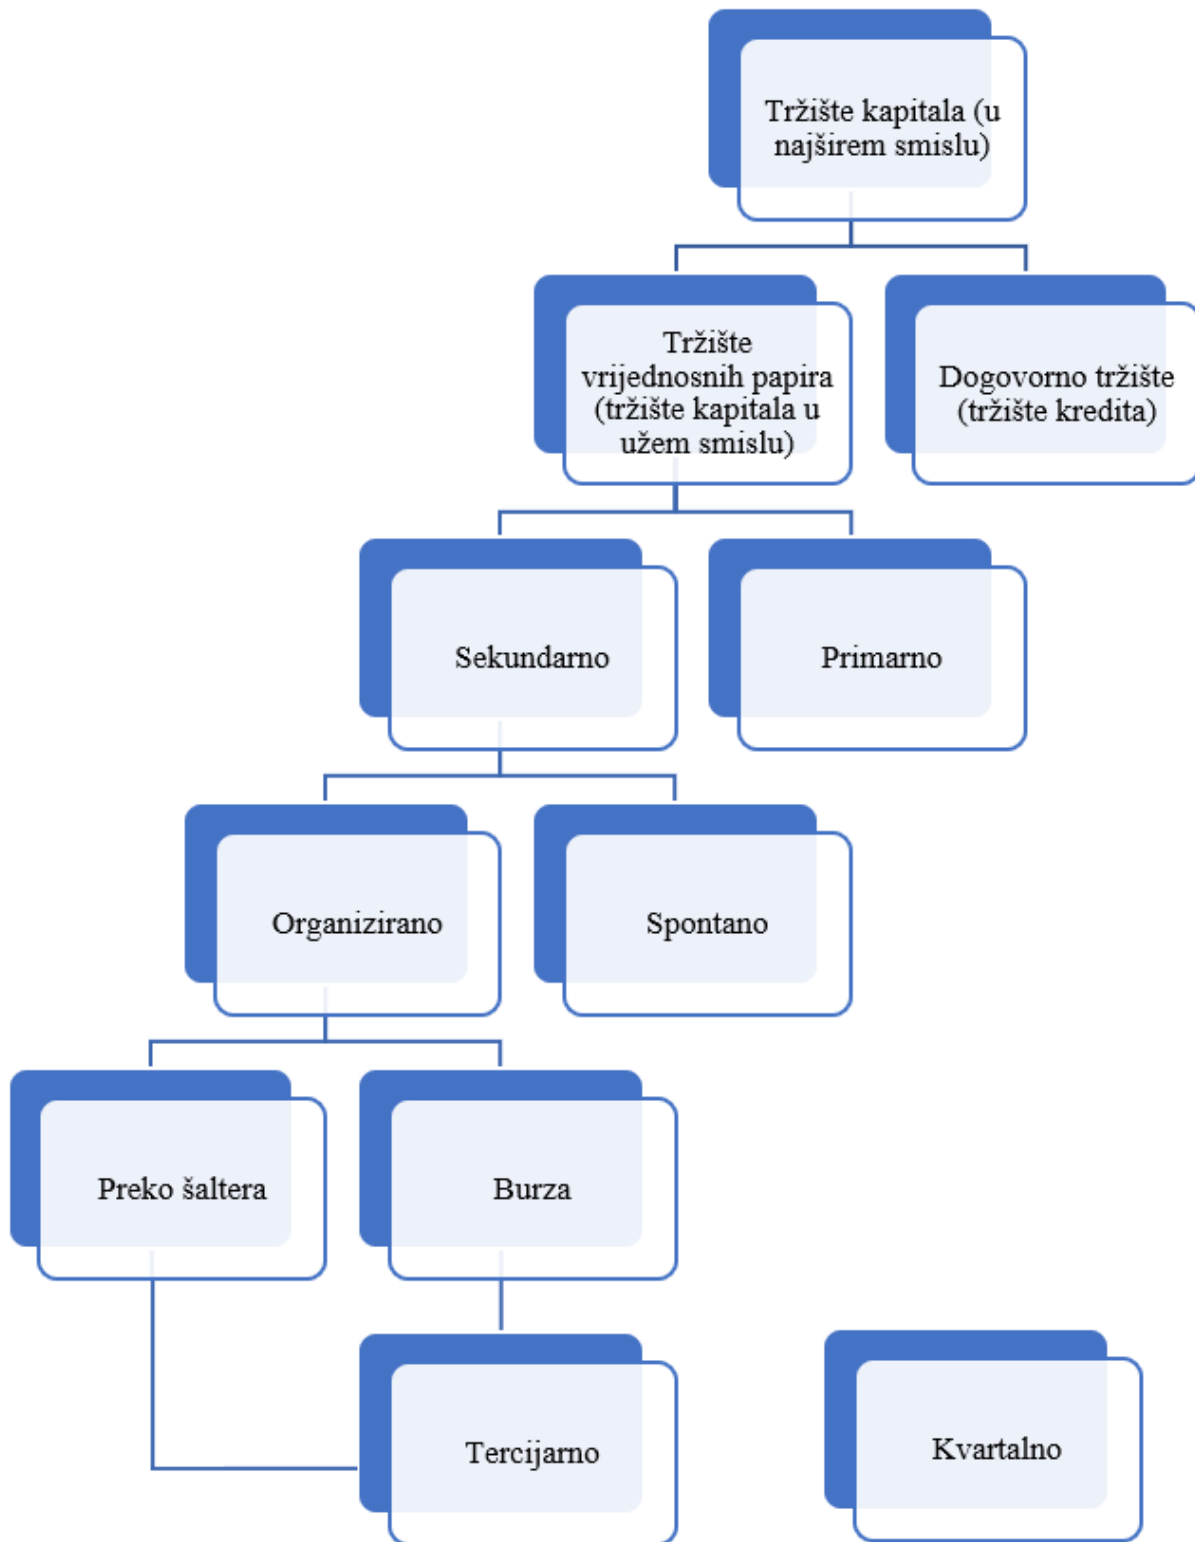 Tržište kapitala (u
najširem smislu)
Tržište
vrijednosnih papira
(tržište kapitala u
užem smislu)
Dogovorno tržište
(tržište kredita)
Sekundarno
Primarno
Organizirano
Spontano
Preko šaltera
Burza
Tercijarno
Kvartalno